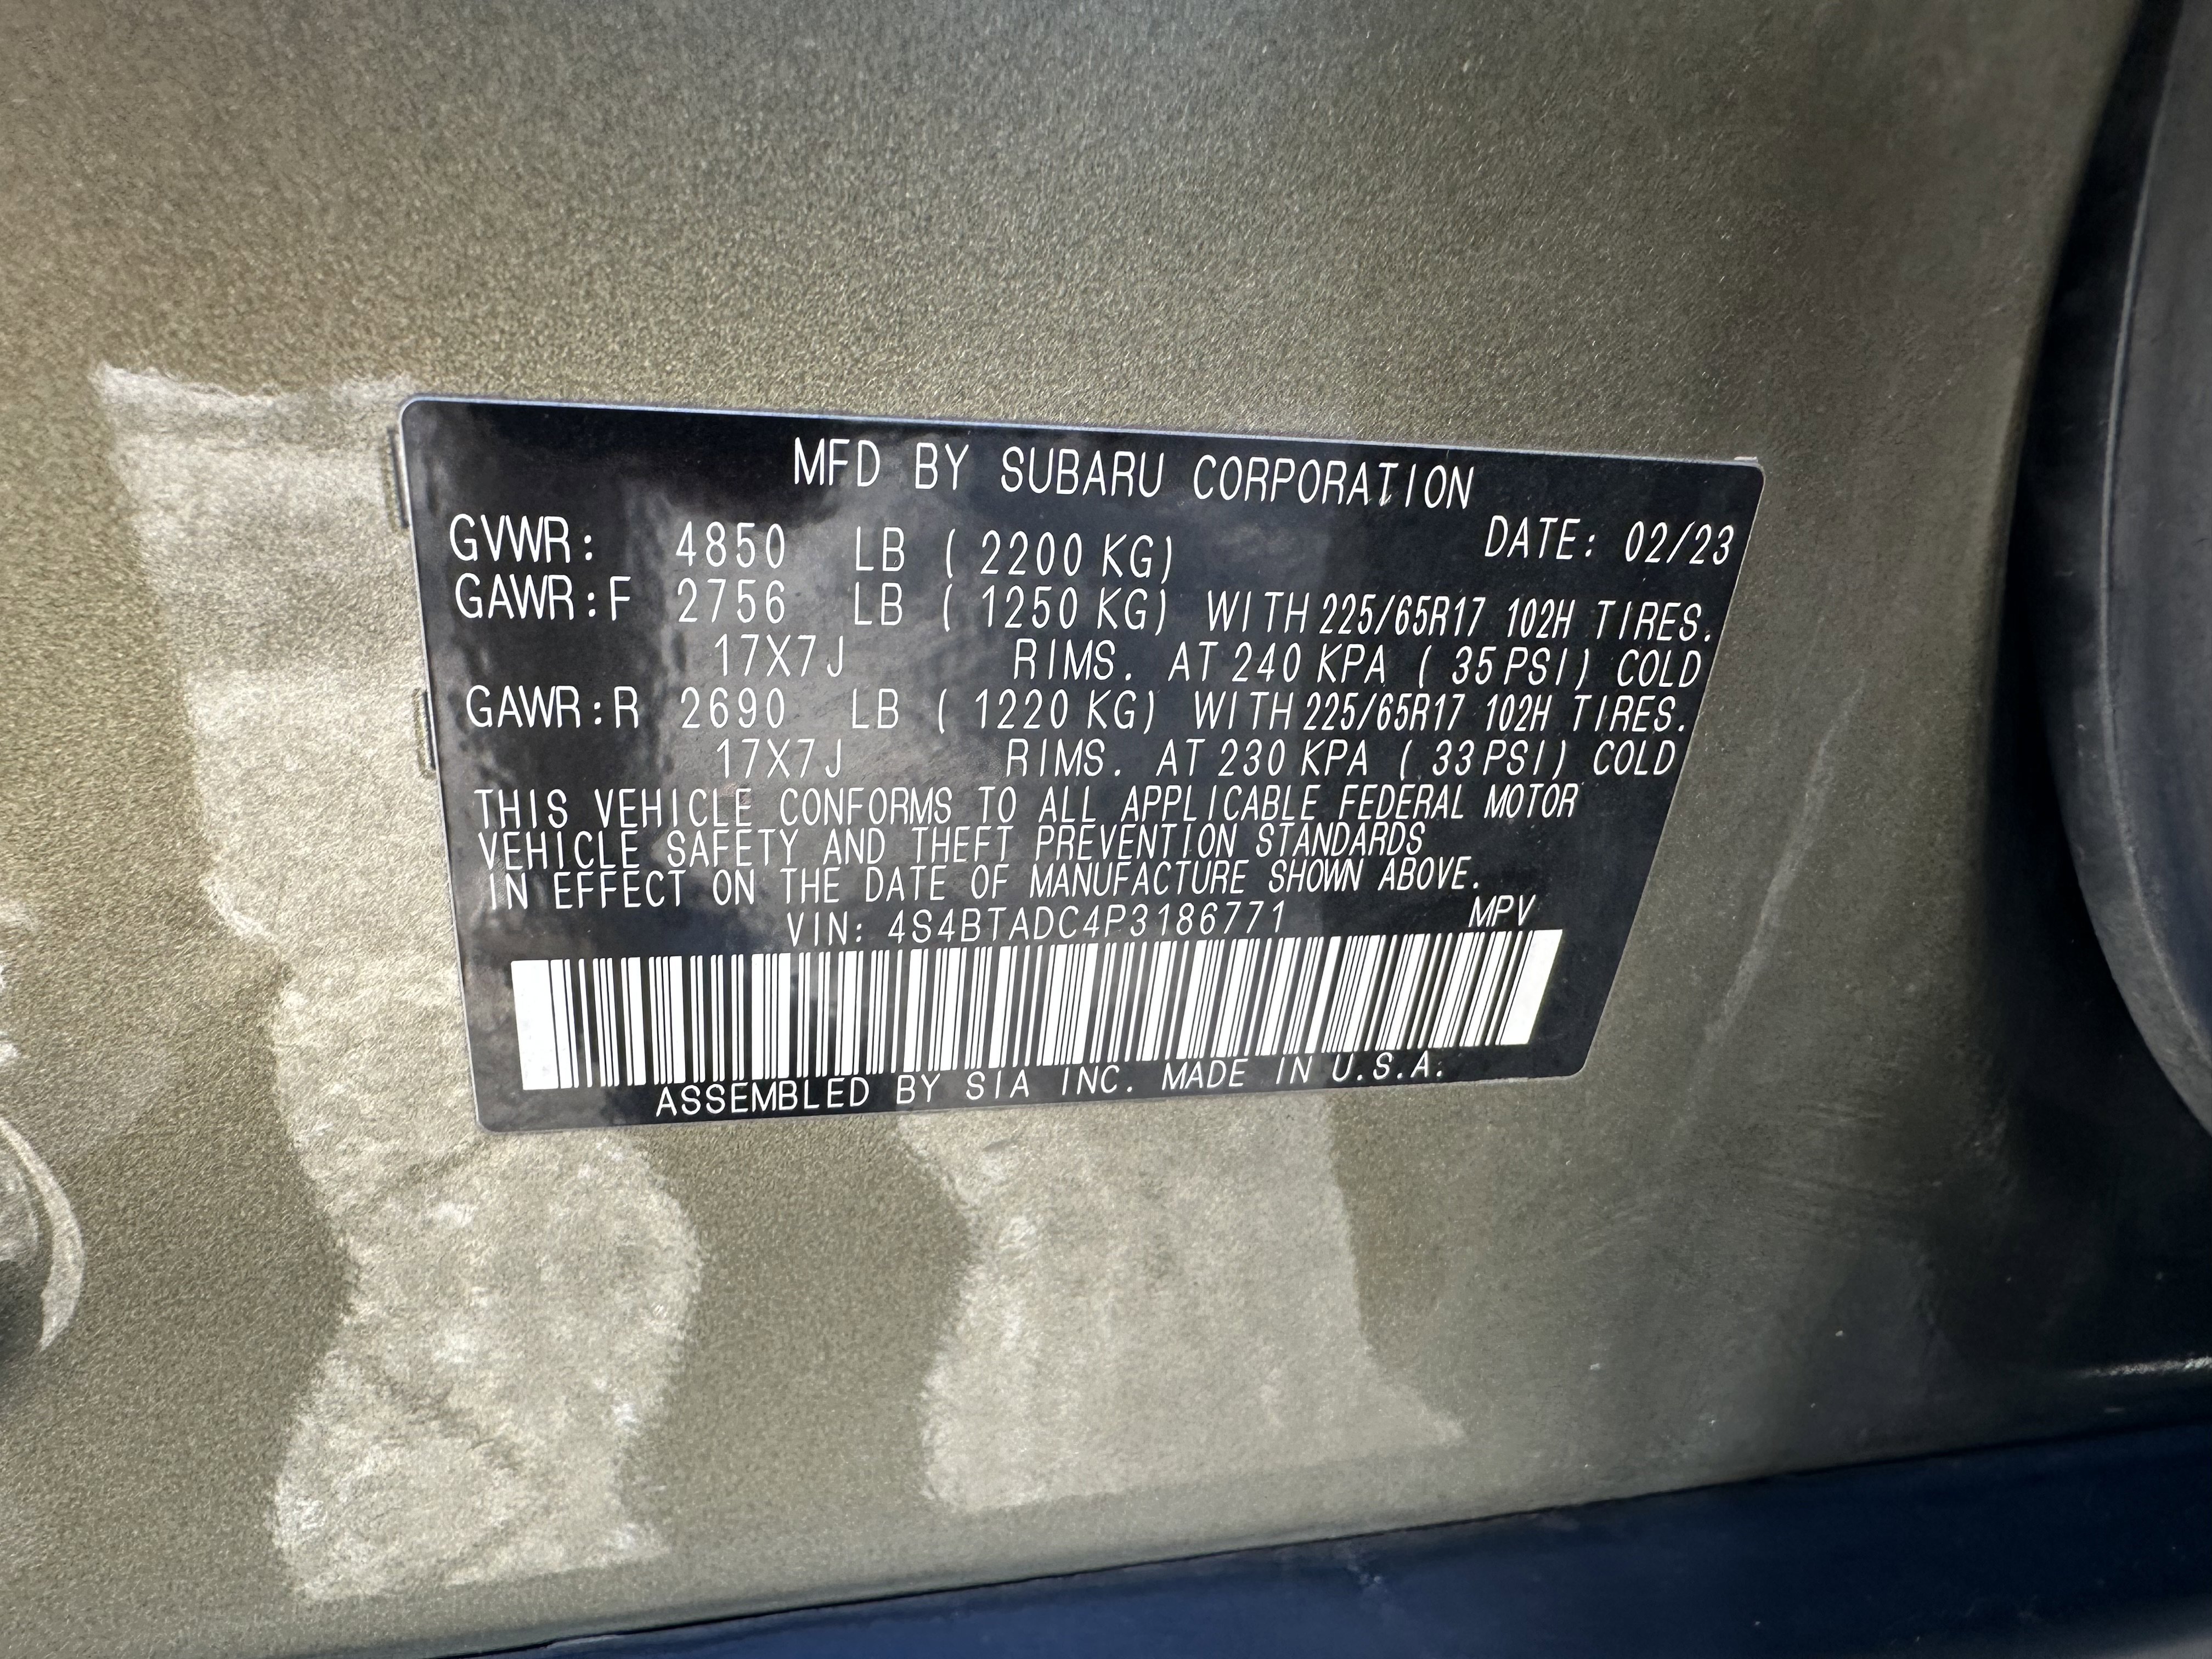 MFD BY SUBARU CORPORATION
DATE: 02/23
GVWR: 4850 LB ( 2200 KG)
GAWR:F 2756 LB ( 1250 KG) WITH 225/65R17 102H TIRES.
17X7J RIMS. AT 240 KPA ( 35 PSI) COLD
GAWR:R 2690 LB ( 1220 KG) WITH 225/65R17 102H TIRES.
17X7J RIMS. AT 230 KPA ( 33 PSI) COLD
THIS VEHICLE CONFORMS TO ALL APPLICABLE FEDERAL MOTOR
VEHICLE SAFETY AND THEFT PREVENTION STANDARDS
IN EFFECT ON THE DATE OF MANUFACTURE SHOWN ABOVE.
VIN: 4S4BTADC4P3186771 MPV
ASSEMBLED BY SIA INC. MADE IN U.S.A.